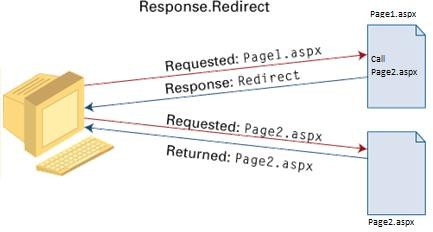 Response.Redirect
Page1.aspx
Requested: Page1.aspx
Call
Page2.aspx
Response: Redirect
Requested: Page2.aspx
Returned: Page2.aspx
Page2.aspx